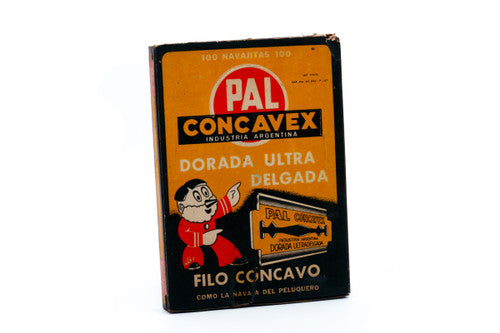 100 NAVAJITAS 100
PAL
CONCAVEX
INDUSTRIA ARGENTINA
DORADA ULTRA
DELGADA
PAL CONCAVEX
INDUSTRIA ARGENTINA
DORADA ULTRADELGADA
FILO CONCAVO
COMO LA NAVAJA DEL PELUQUERO